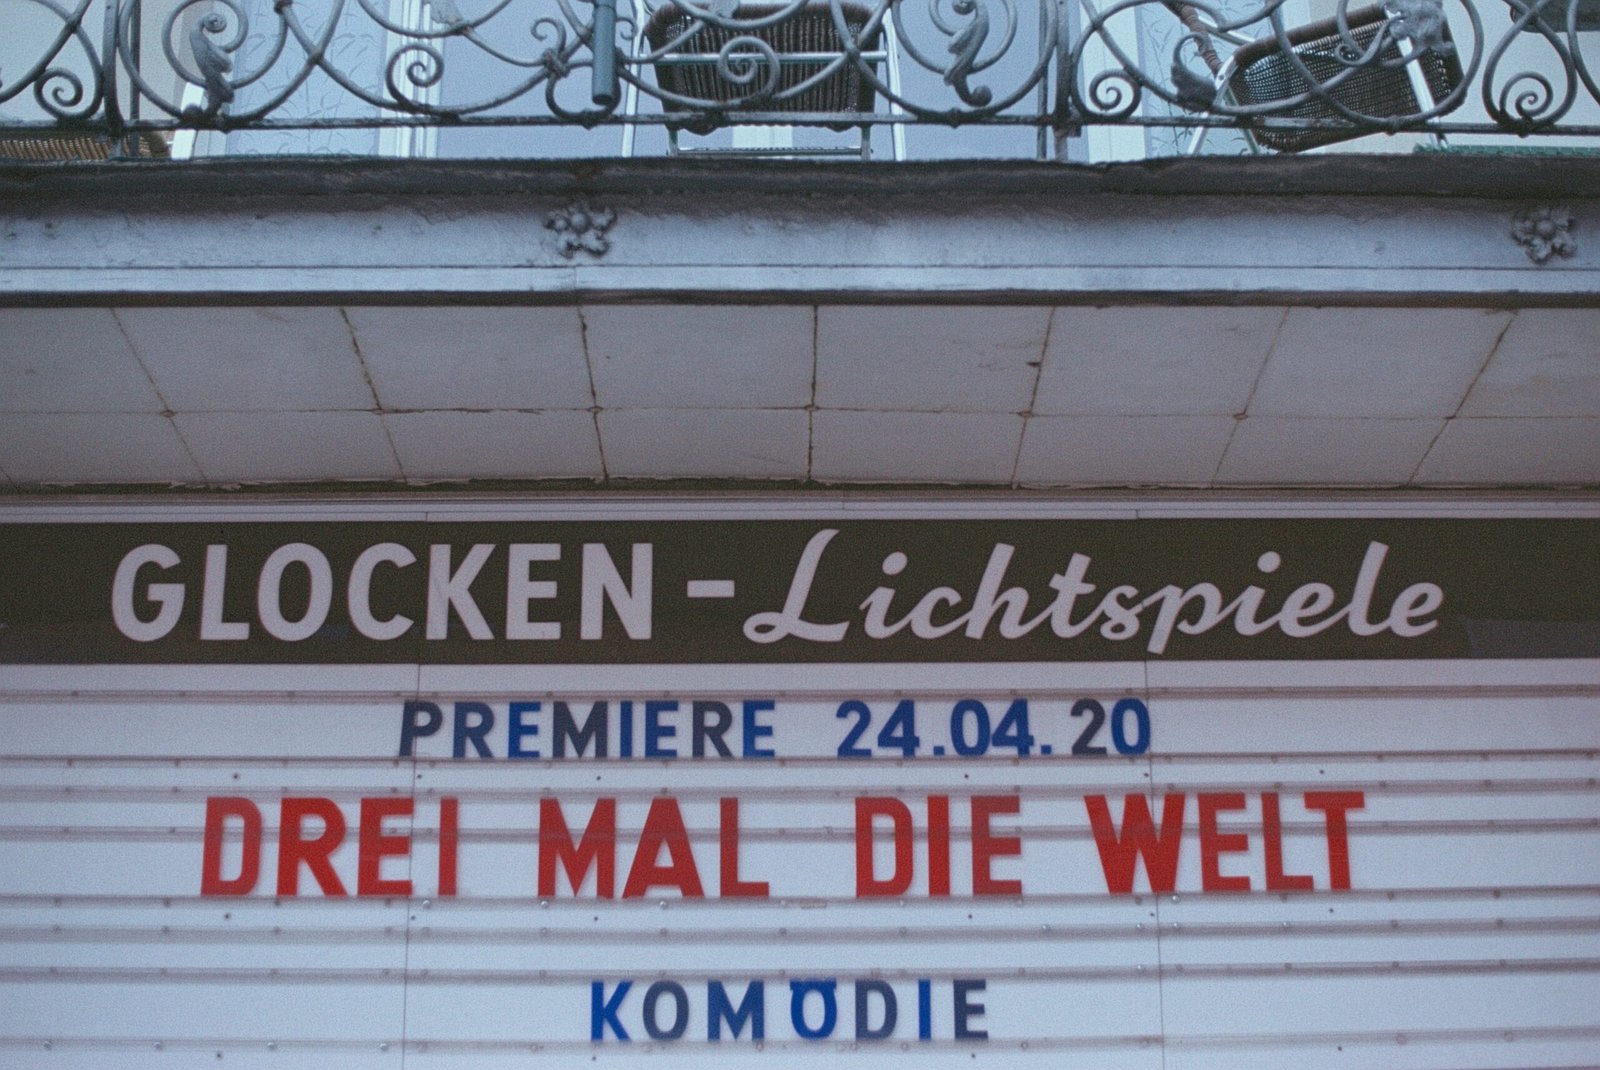 GLOCKEN-Lichtspiele
PREMIERE 24.04.20
DREI MAL DIE WELT
KOMÖDIE